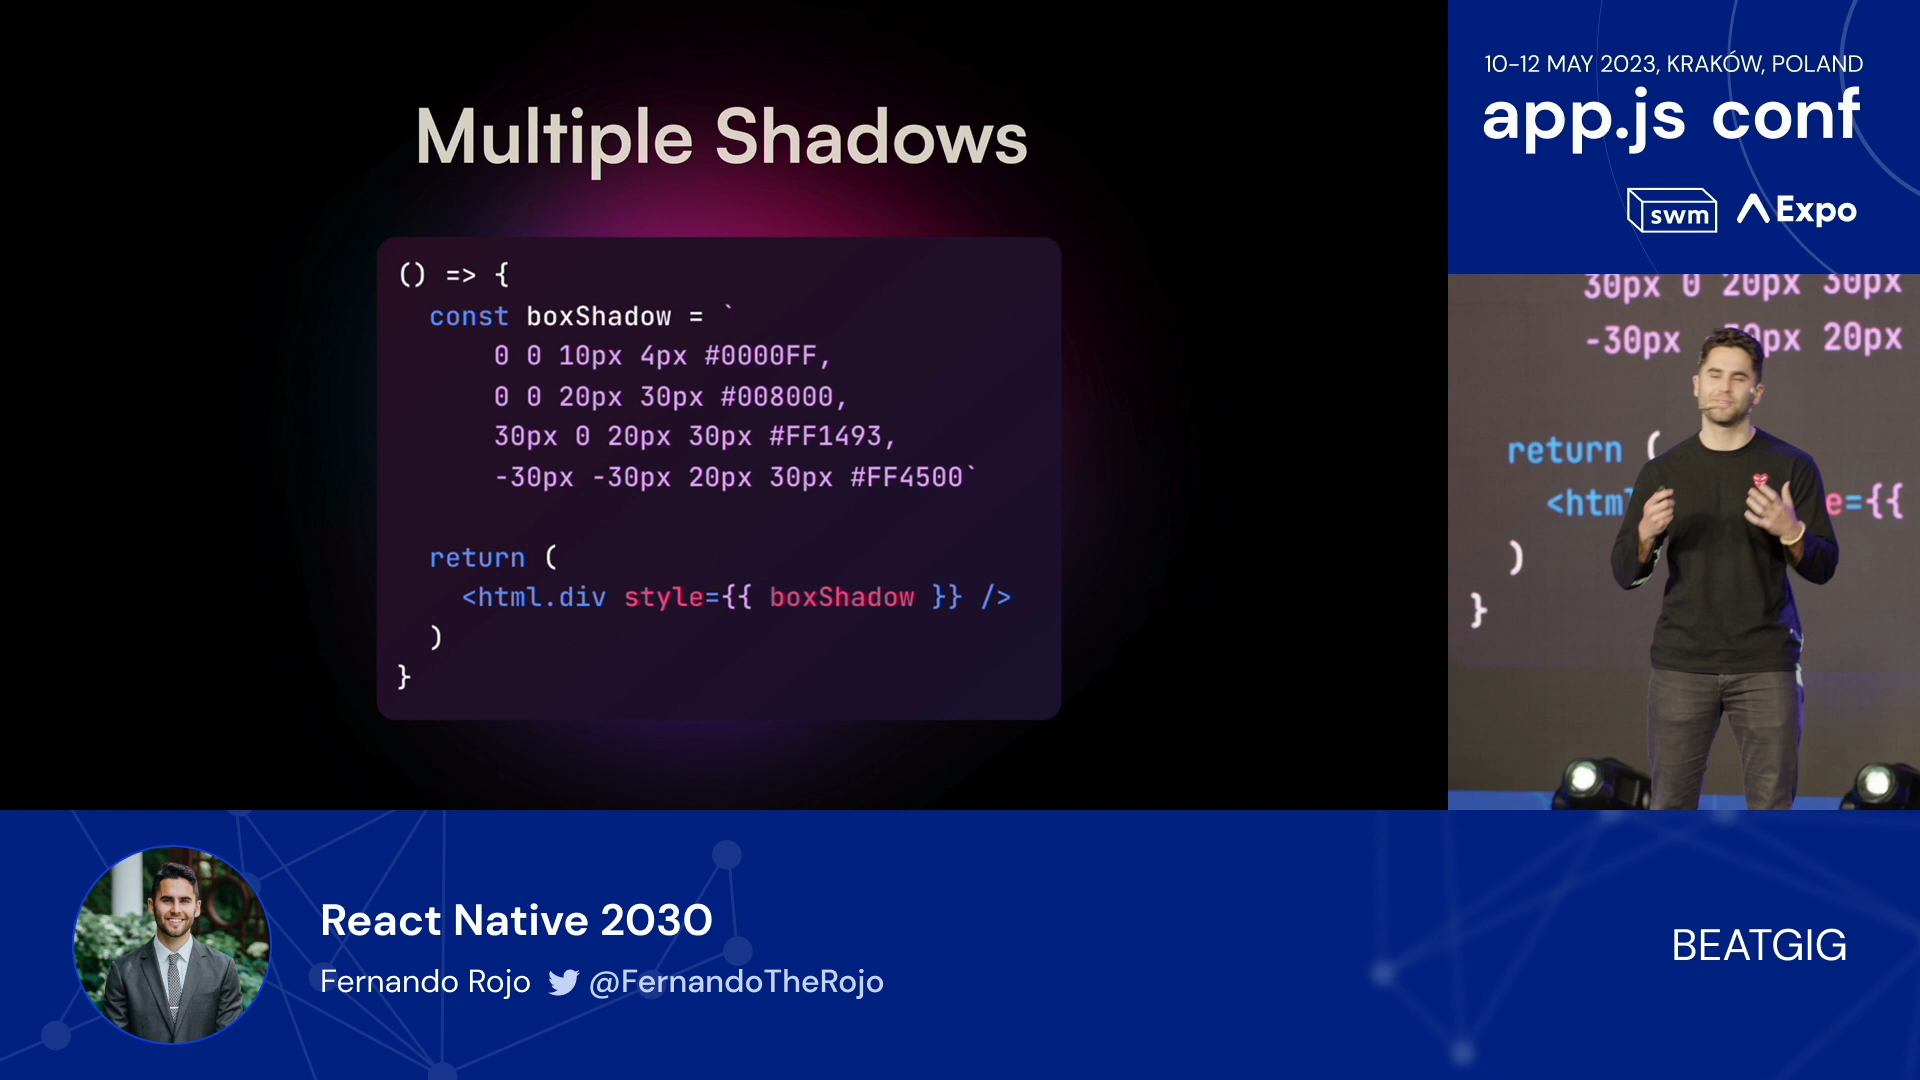 Multiple Shadows
() => {
const boxShadow = `
0 0 10px 4px #0000FF,
0 0 20px 30px #008000,
30px 0 20px 30px #FF1493,
-30px -30px 20px 30px #FF4500`
return (
<html.div style={{ boxShadow }} />
)
}
10-12 MAY 2023, KRAKÓW, POLAND
app.js conf
swm Expo
30px 0 20px 30px
-30px 20px
return (
={{
)
}
React Native 2030
Fernando Rojo @FernandoTheRojo
BEATGIG